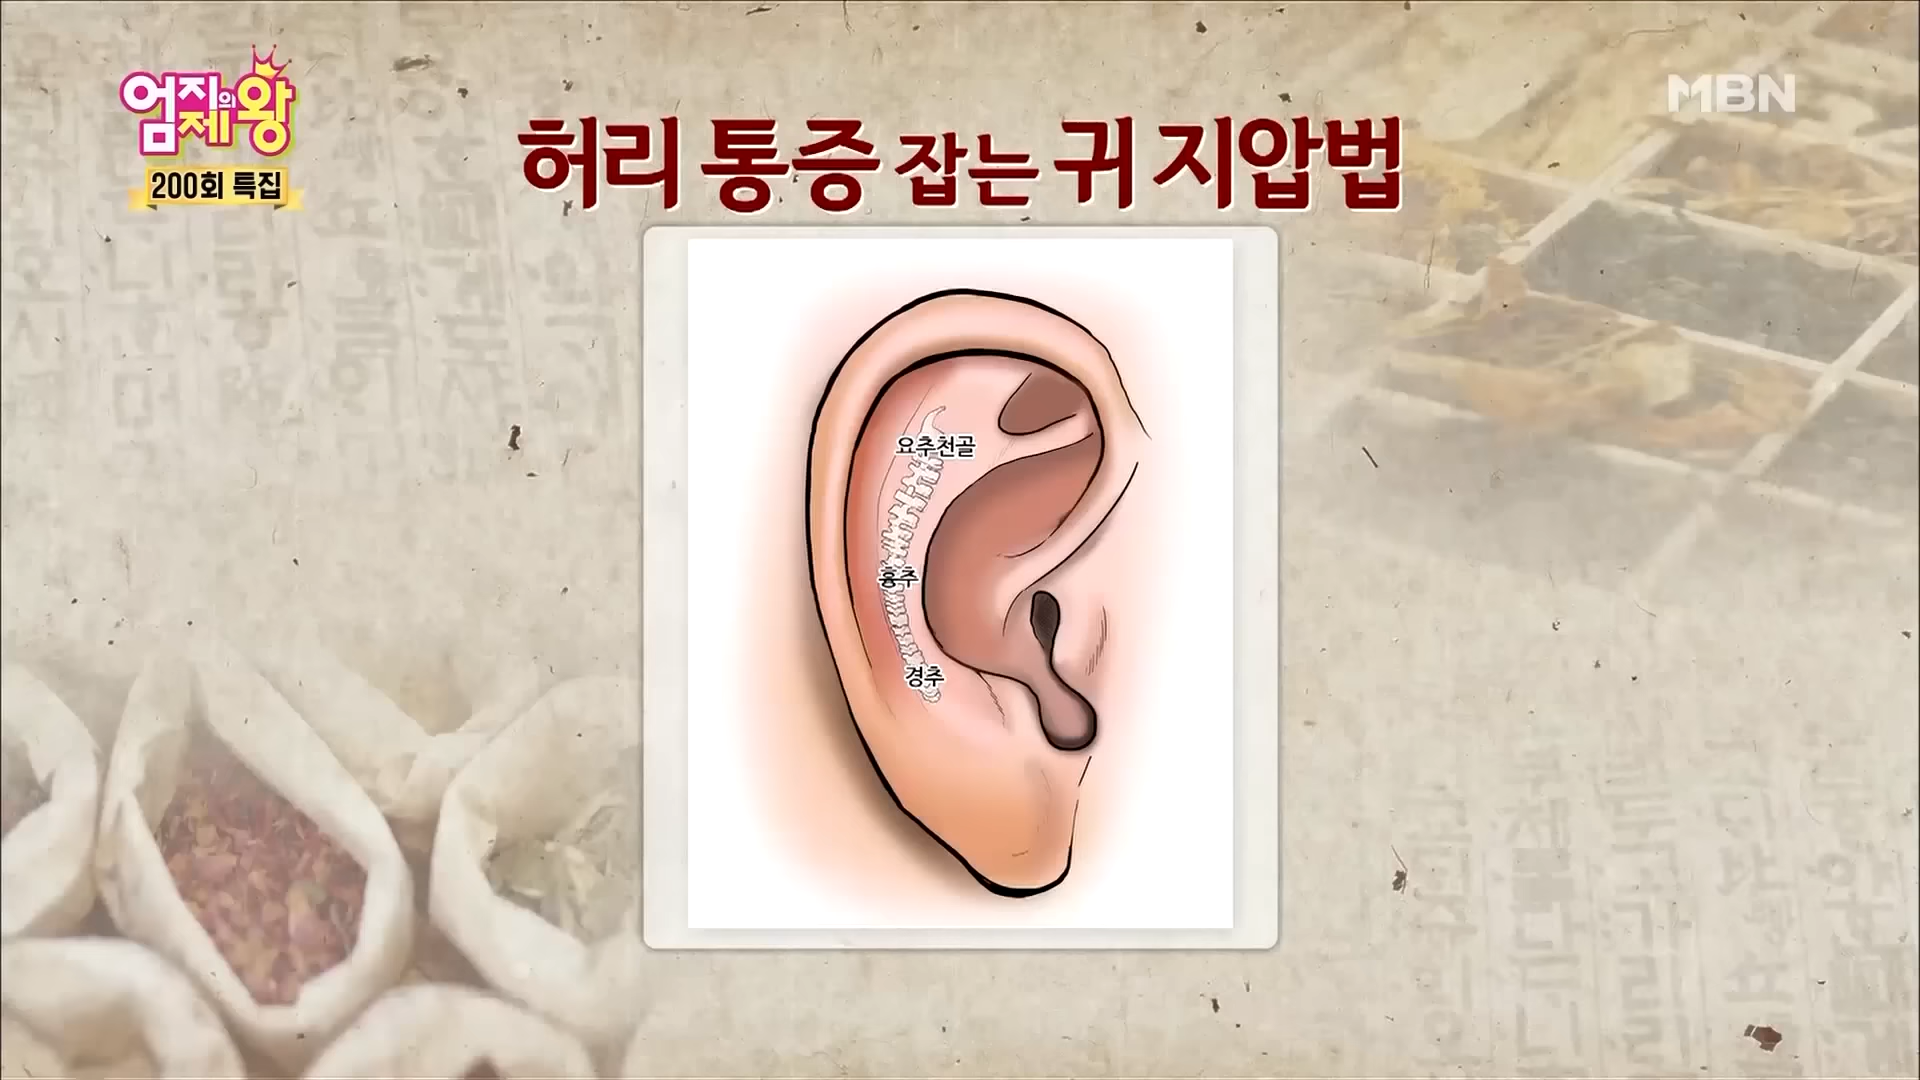 엄지의 제왕
200회 특집
MBN
허리 통증 잡는 귀 지압법
요추천골
흉추
경추